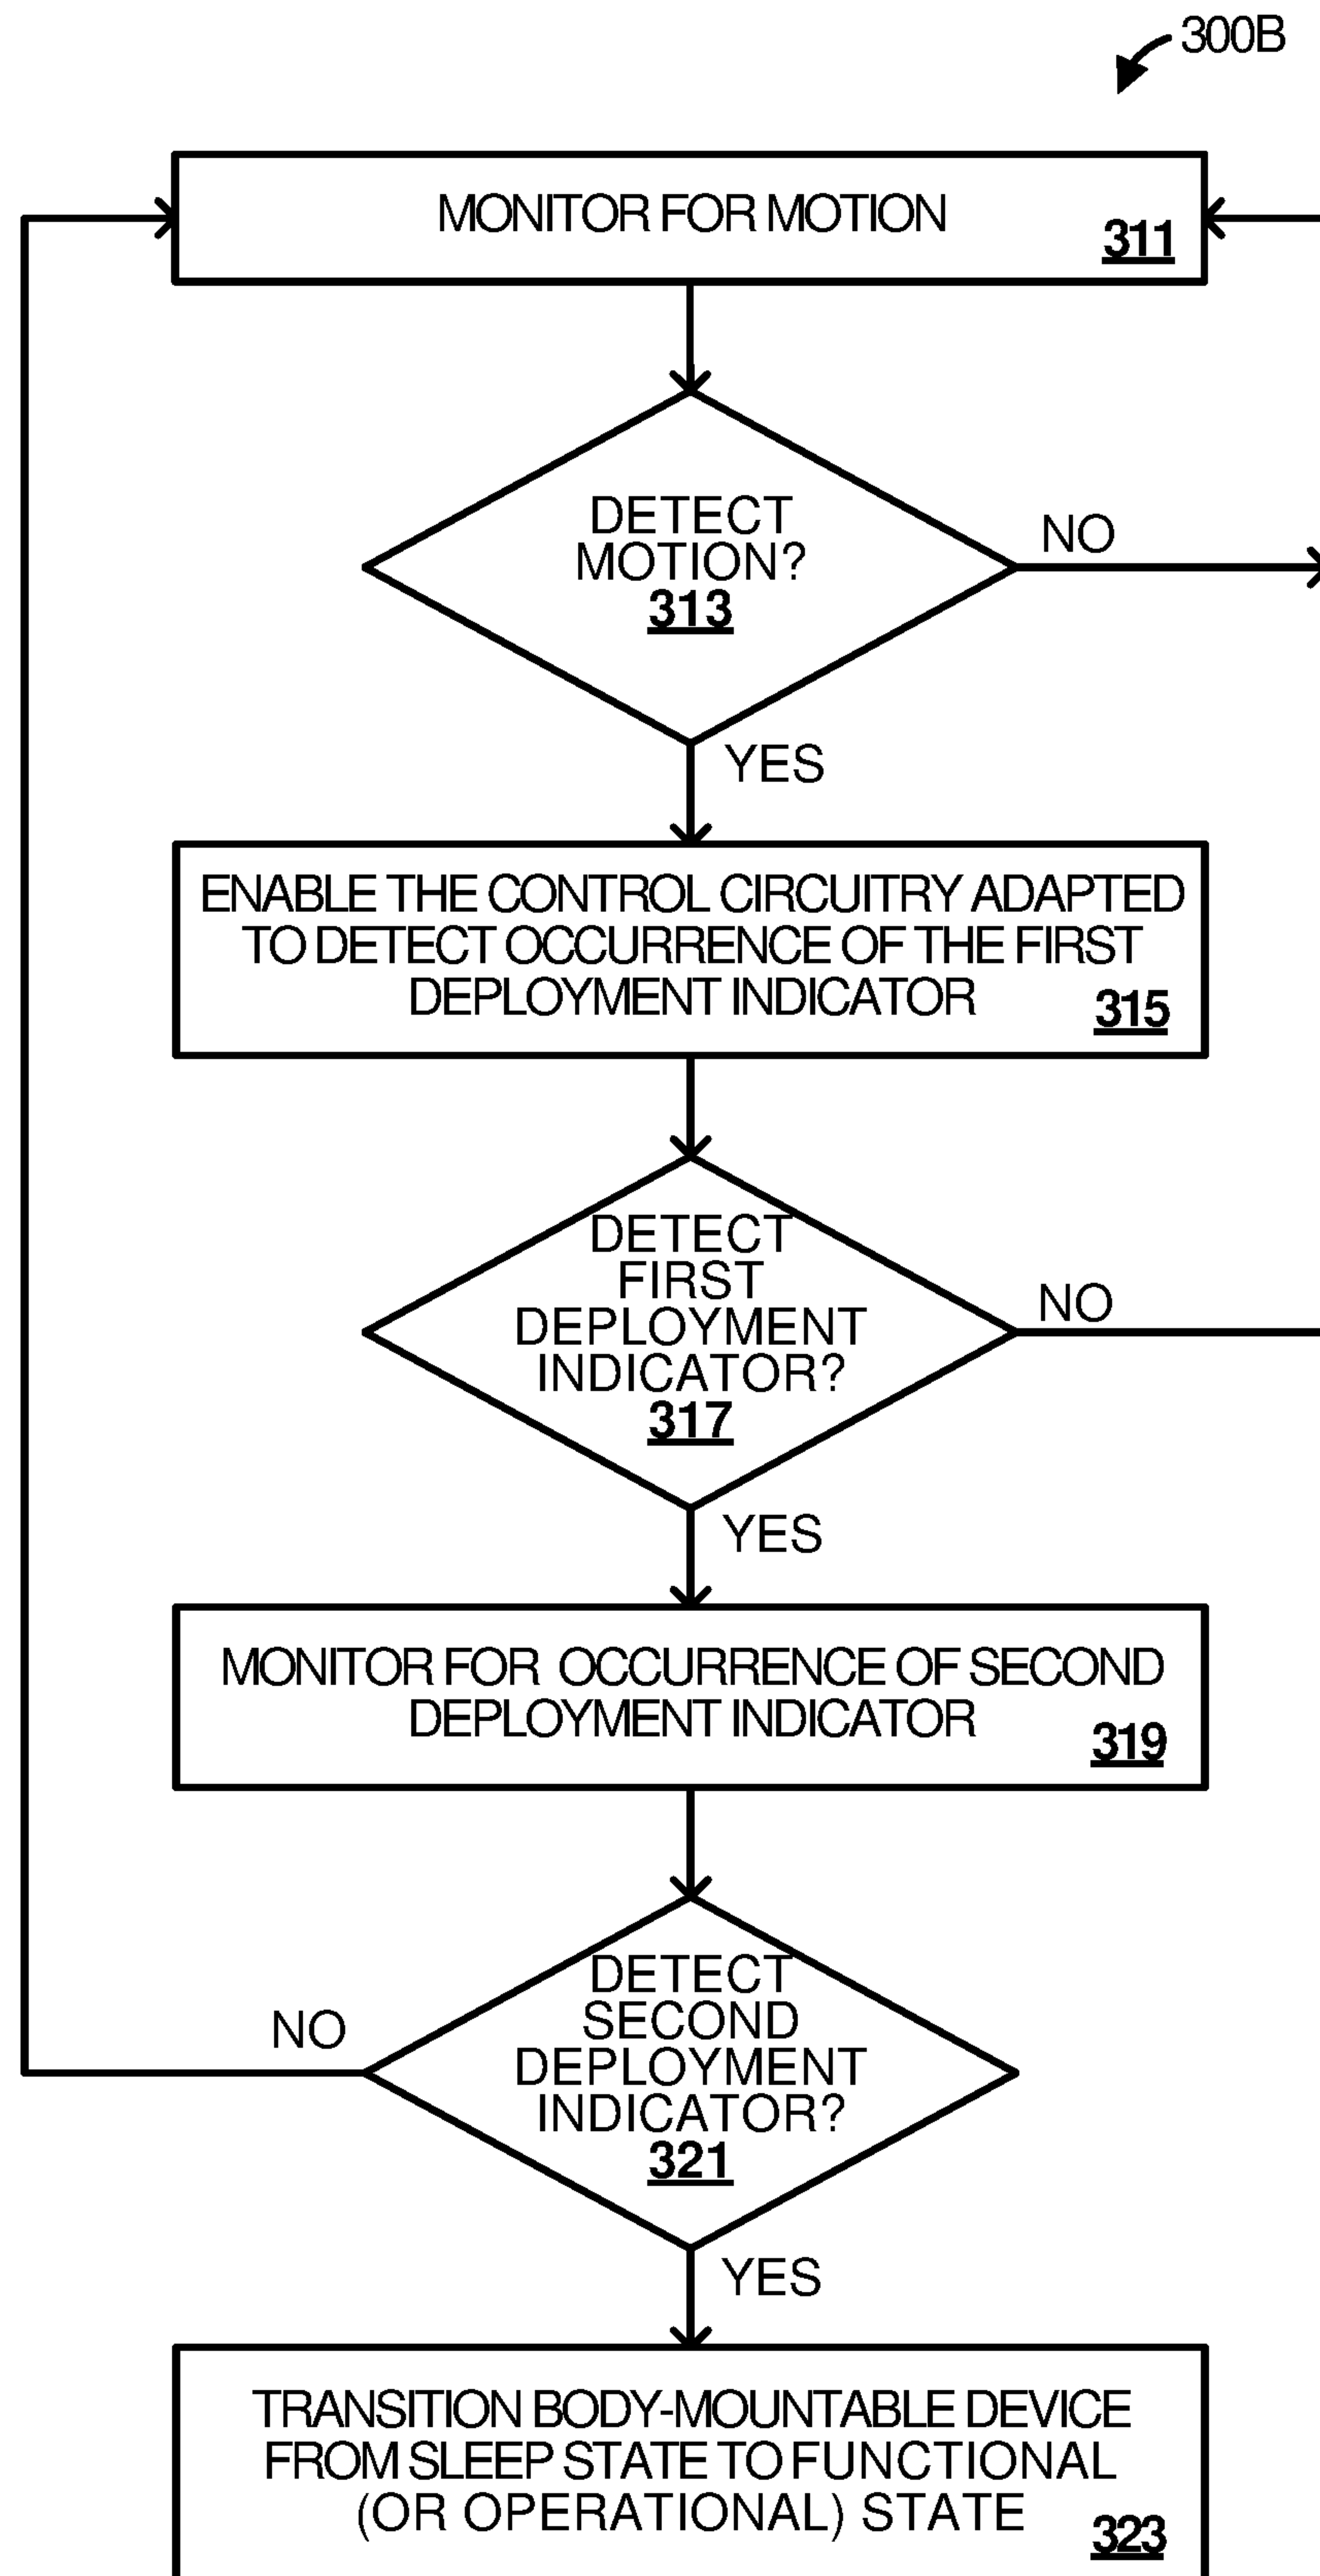 300B
MONITOR FOR MOTION
311
DETECT
MOTION?
313
NO
YES
ENABLE THE CONTROL CIRCUITRY ADAPTED
TO DETECT OCCURRENCE OF THE FIRST
DEPLOYMENT INDICATOR
315
DETECT
FIRST
DEPLOYMENT
INDICATOR?
317
NO
YES
MONITOR FOR OCCURRENCE OF SECOND
DEPLOYMENT INDICATOR
319
DETECT
SECOND
DEPLOYMENT
INDICATOR?
321
NO
YES
TRANSITION BODY-MOUNTABLE DEVICE
FROM SLEEP STATE TO FUNCTIONAL
(OR OPERATIONAL) STATE
323